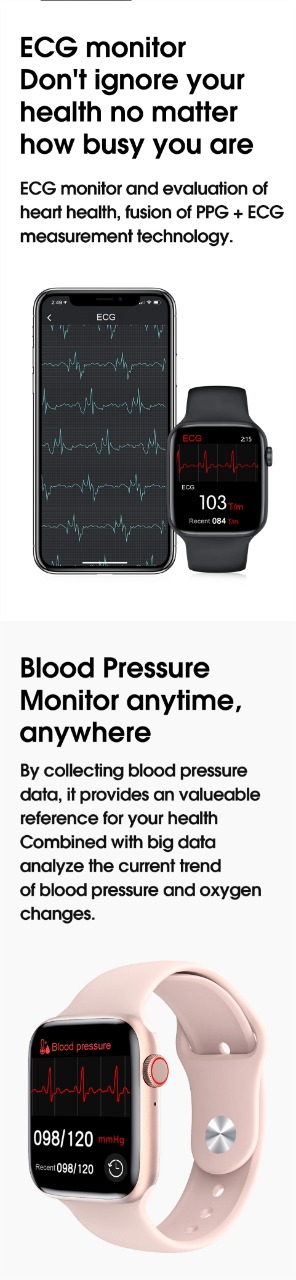 ECG monitor
Don't ignore your
health no matter
how busy you are
ECG monitor and evaluation of
heart health, fusion of PPG + ECG
measurement technology.
2:48
ECG
ECG 2:15
ECG
103 T/m
Recent 084 T/m
Blood Pressure
Monitor anytime,
anywhere
By collecting blood pressure
data, it provides an valueable
reference for your health
Combined with big data
analyze the current trend
of blood pressure and oxygen
changes.
Blood pressure
098/120 mmHg
Recent 098/120